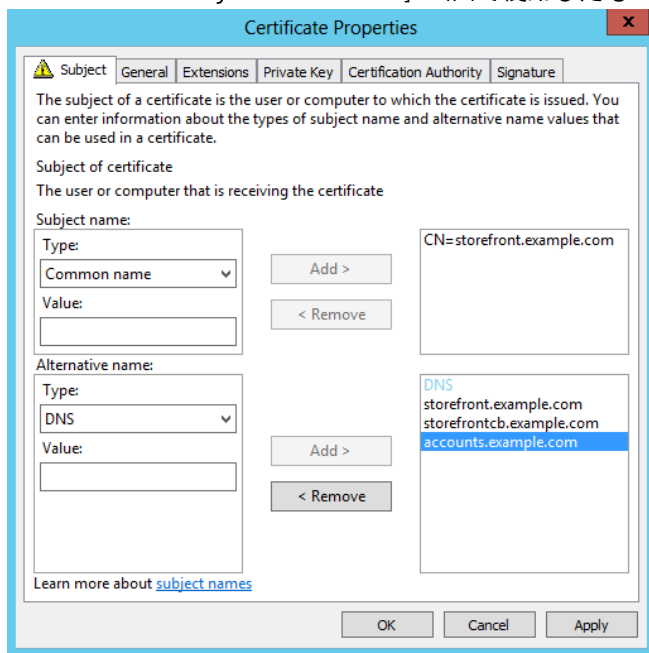 Certificate Properties
x
Subject General Extensions Private Key Certification Authority Signature
The subject of a certificate is the user or computer to which the certificate is issued. You
can enter information about the types of subject name and alternative name values that
can be used in a certificate.
Subject of certificate
The user or computer that is receiving the certificate
Subject name:
Type:
Common name
Value:
Add >
< Remove
CN=storefront.example.com
Alternative name:
Type:
DNS
Value:
Add >
< Remove
DNS
storefront.example.com
storefrontcb.example.com
accounts.example.com
Learn more about subject names
OK Cancel Apply